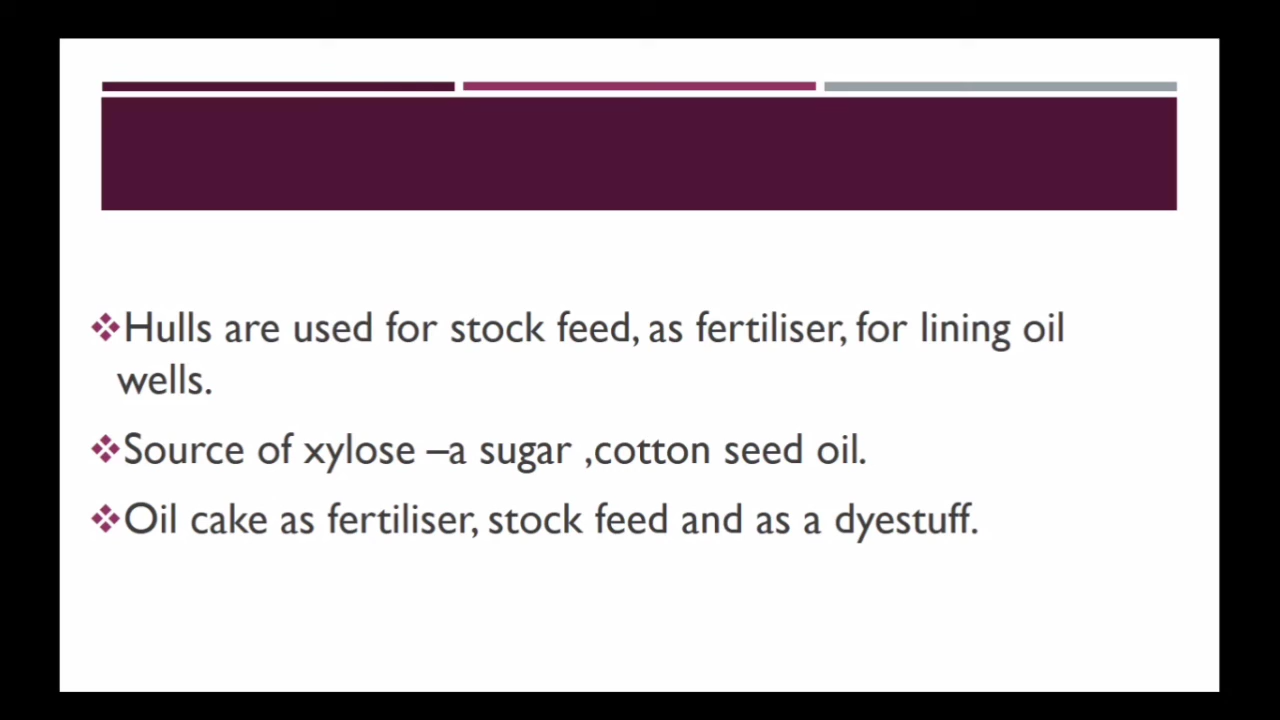 ❖Hulls are used for stock feed, as fertiliser, for lining oil
wells.
❖Source of xylose –a sugar ,cotton seed oil.
❖Oil cake as fertiliser, stock feed and as a dyestuff.